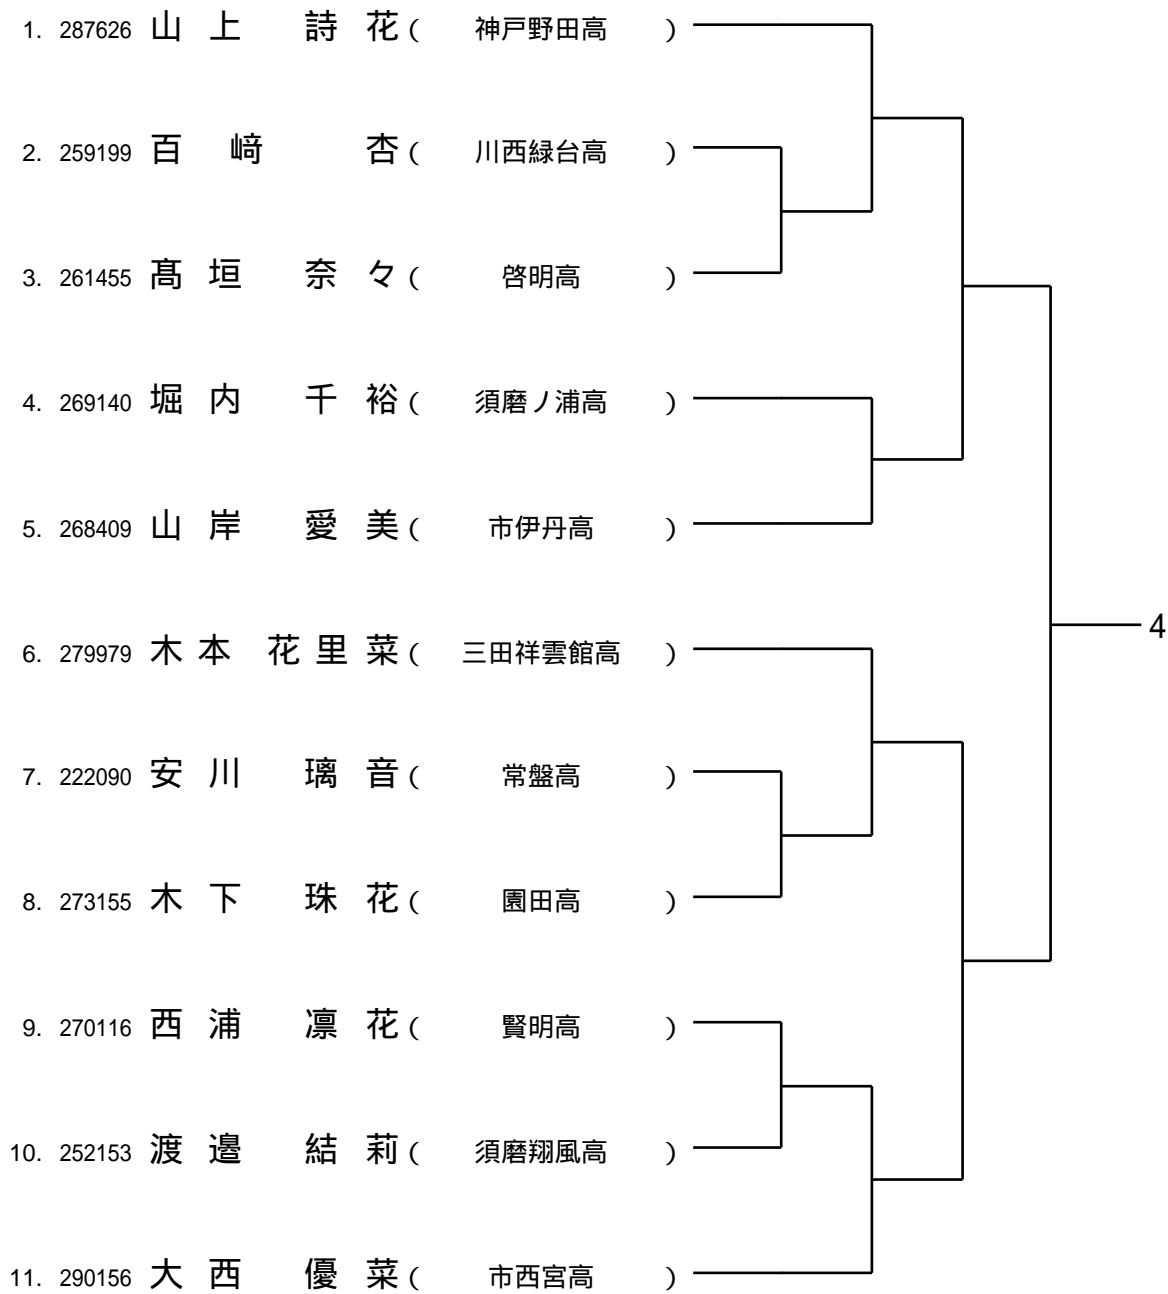 1. 287626 山上 詩花 ( 神戸野田高 )
2. 259199 百﨑 杏 ( 川西緑台高 )
3. 261455 髙垣 奈々 ( 啓明高 )
4. 269140 堀内 千裕 ( 須磨ノ浦高 )
5. 268409 山岸 愛美 ( 市伊丹高 )
4
6. 279979 木本 花里菜 ( 三田祥雲館高 )
7. 222090 安川 璃音 ( 常盤高 )
8. 273155 木下 珠花 ( 園田高 )
9. 270116 西浦 凛花 ( 賢明高 )
10. 252153 渡邉 結莉 ( 須磨翔風高 )
11. 290156 大西 優菜 ( 市西宮高 )